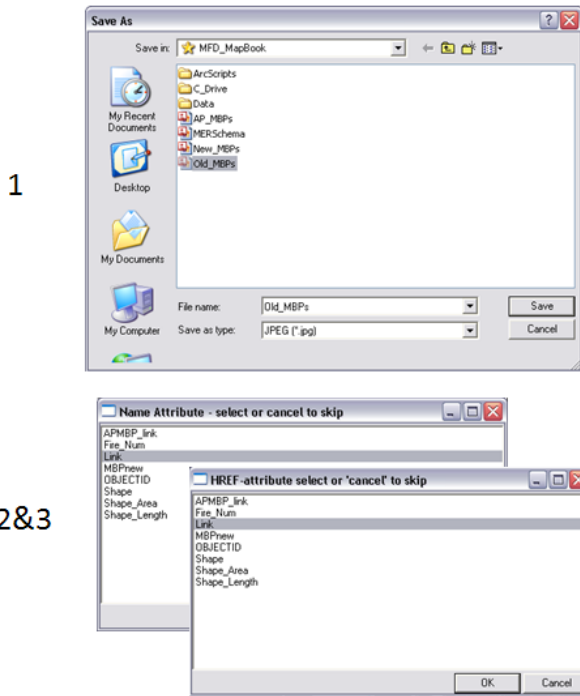 Save As
Save in: MFD_MapBook
ArcScripts
C_Drive
Data
AP_MBPs
MERSchema
New_MBPs
Old_MBPs
My Recent
Documents
Desktop
My Documents
My Computer
File name: Old_MBPs Save
Save as type: JPEG (*.jpg) Cancel
1
Name Attribute - select or cancel to skip
APMBP_link
Fire_Num
Link
MBPnew
OBJECTID
Shape
Shape_Area
Shape_Length
2&3
HREF-attribute select or 'cancel' to skip
APMBP_link
Fire_Num
Link
MBPnew
OBJECTID
Shape
Shape_Area
Shape_Length
OK Cancel